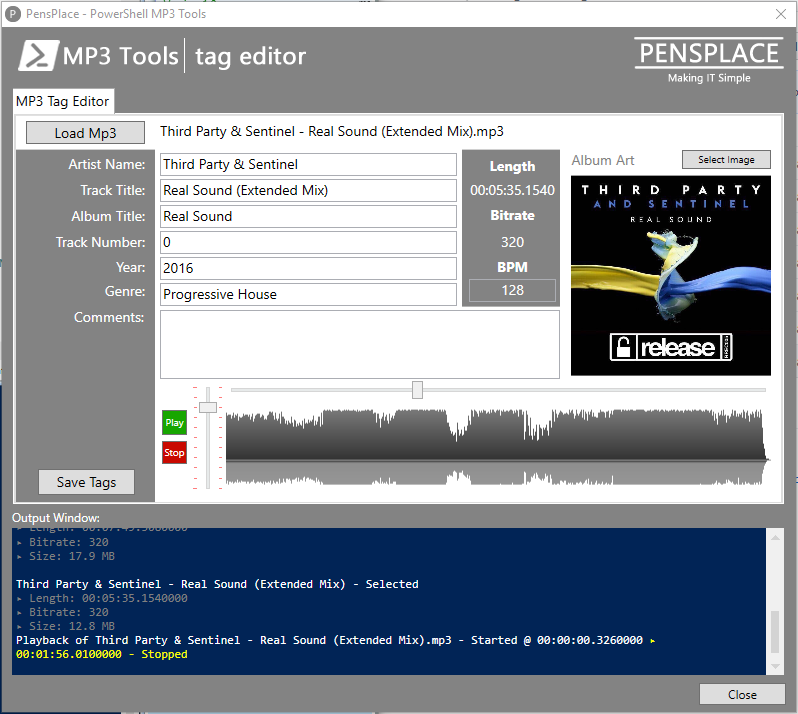 PensPlace - PowerShell MP3 Tools
MP3 Tools | tag editor
PENSPLACE
Making IT Simple
MP3 Tag Editor
Load Mp3
Third Party & Sentinel - Real Sound (Extended Mix).mp3
Artist Name: Third Party & Sentinel
Track Title: Real Sound (Extended Mix)
Album Title: Real Sound
Track Number: 0
Year: 2016
Genre: Progressive House
Comments:
Length
00:05:35.1540
Bitrate
320
BPM
128
Album Art
Select Image
THIRD PARTY
AND SENTINEL
REAL SOUND
release
Play
Stop
Save Tags
Output Window:
▸ Length: 00:07:45.5000000
▸ Bitrate: 320
▸ Size: 17.9 MB
Third Party & Sentinel - Real Sound (Extended Mix) - Selected
▸ Length: 00:05:35.1540000
▸ Bitrate: 320
▸ Size: 12.8 MB
Playback of Third Party & Sentinel - Real Sound (Extended Mix).mp3 - Started @ 00:00:00.3260000 ▸
00:01:56.0100000 - Stopped
Close